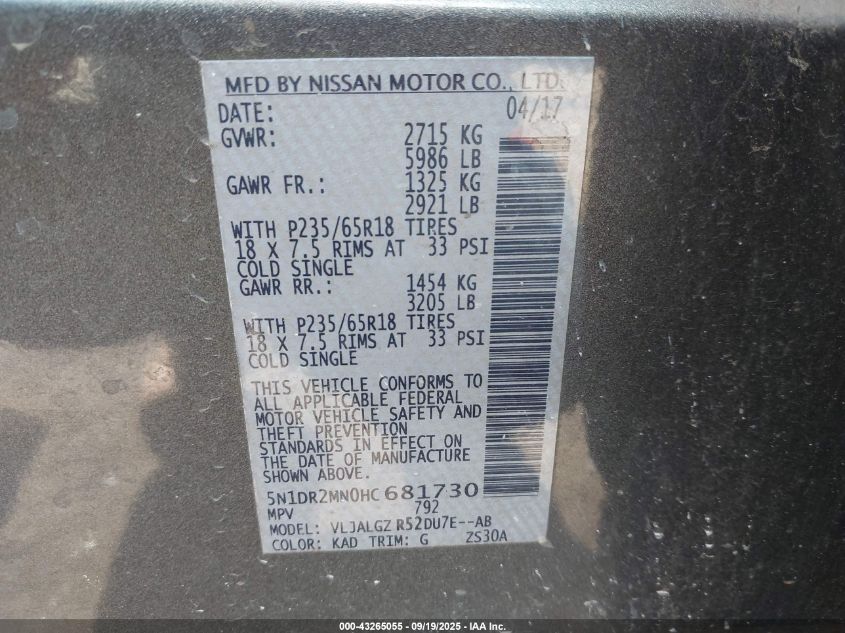 MFD BY NISSAN MOTOR CO., LTD.
DATE: 04/17
GVWR: 2715 KG
5986 LB
GAWR FR.: 1325 KG
2921 LB
WITH P235/65R18 TIRES
18 X 7.5 RIMS AT 33 PSI
COLD SINGLE
GAWR RR.: 1454 KG
3205 LB
WITH P235/65R18 TIRES
18 X 7.5 RIMS AT 33 PSI
COLD SINGLE
THIS VEHICLE CONFORMS TO
ALL APPLICABLE FEDERAL
MOTOR VEHICLE SAFETY AND
THEFT PREVENTION
STANDARDS IN EFFECT ON
THE DATE OF MANUFACTURE
SHOWN ABOVE.
5N1DR2MN0HC681730
MPV 792
MODEL: VLJALGZ R52DU7E--AB
COLOR: KAD TRIM: G ZS30A
000-43265055 - 09/19/2025 - IAA Inc.